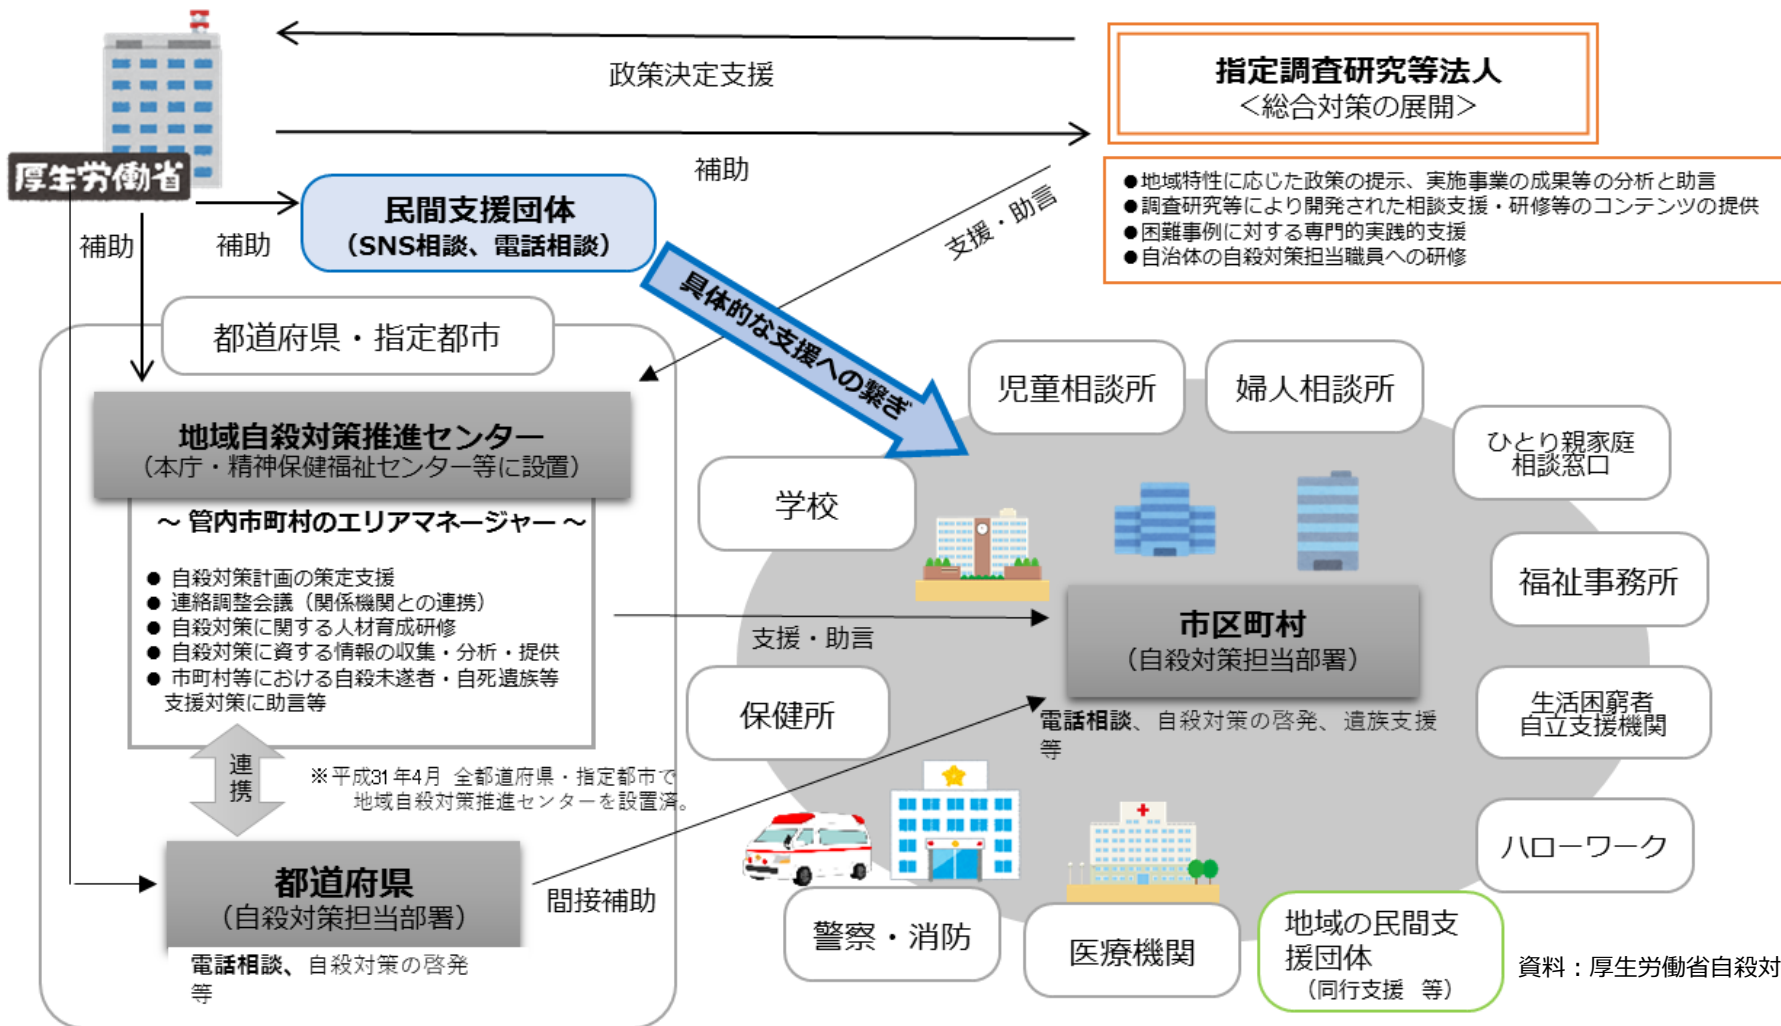 政策決定支援
指定調査研究等法人
＜総合対策の展開＞
厚生労働省
補助
●地域特性に応じた政策の提示、実施事業の成果等の分析と助言
●調査研究等により開発された相談支援・研修等のコンテンツの提供
●困難事例に対する専門的実践的支援
●自治体の自殺対策担当職員への研修
民間支援団体
（SNS相談、電話相談）
補助
補助
支援・助言
具体的な支援への繋ぎ
都道府県・指定都市
地域自殺対策推進センター
（本庁・精神保健福祉センター等に設置）
～ 管内市町村のエリアマネージャー ～
● 自殺対策計画の策定支援
● 連絡調整会議（関係機関との連携）
● 自殺対策に関する人材育成研修
● 自殺対策に資する情報の収集・分析・提供
● 市町村等における自殺未遂者・自死遺族等
支援対策に助言等
連
携
※平成31年4月 全都道府県・指定都市で
地域自殺対策推進センターを設置済。
都道府県
（自殺対策担当部署）
電話相談、自殺対策の啓発
等
支援・助言
間接補助
児童相談所
婦人相談所
ひとり親家庭
相談窓口
学校
福祉事務所
市区町村
（自殺対策担当部署）
電話相談、自殺対策の啓発、遺族支援
等
保健所
生活困窮者
自立支援機関
ハローワーク
警察・消防
医療機関
地域の民間支
援団体
（同行支援 等）
資料：厚生労働省自殺対